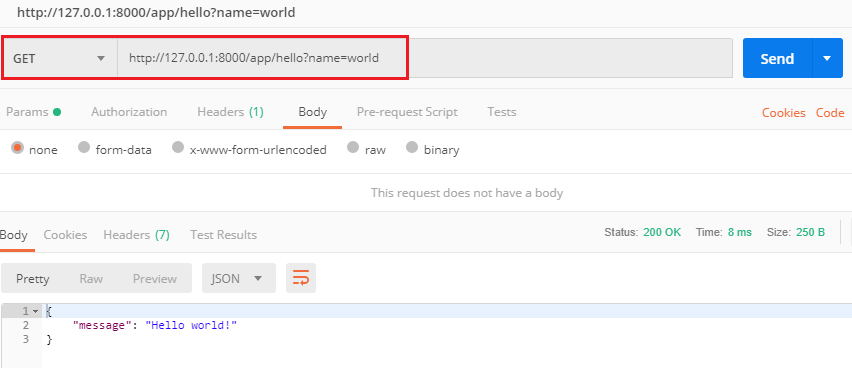 http://127.0.0.1:8000/app/hello?name=world
GET http://127.0.0.1:8000/app/hello?name=world Send
Params Authorization Headers (1) Body Pre-request Script Tests Cookies Code
none form-data x-www-form-urlencoded raw binary
This request does not have a body
Body Cookies Headers (7) Test Results Status: 200 OK Time: 8 ms Size: 250 B
Pretty Raw Preview JSON
1 {
2 "message": "Hello world!"
3 }